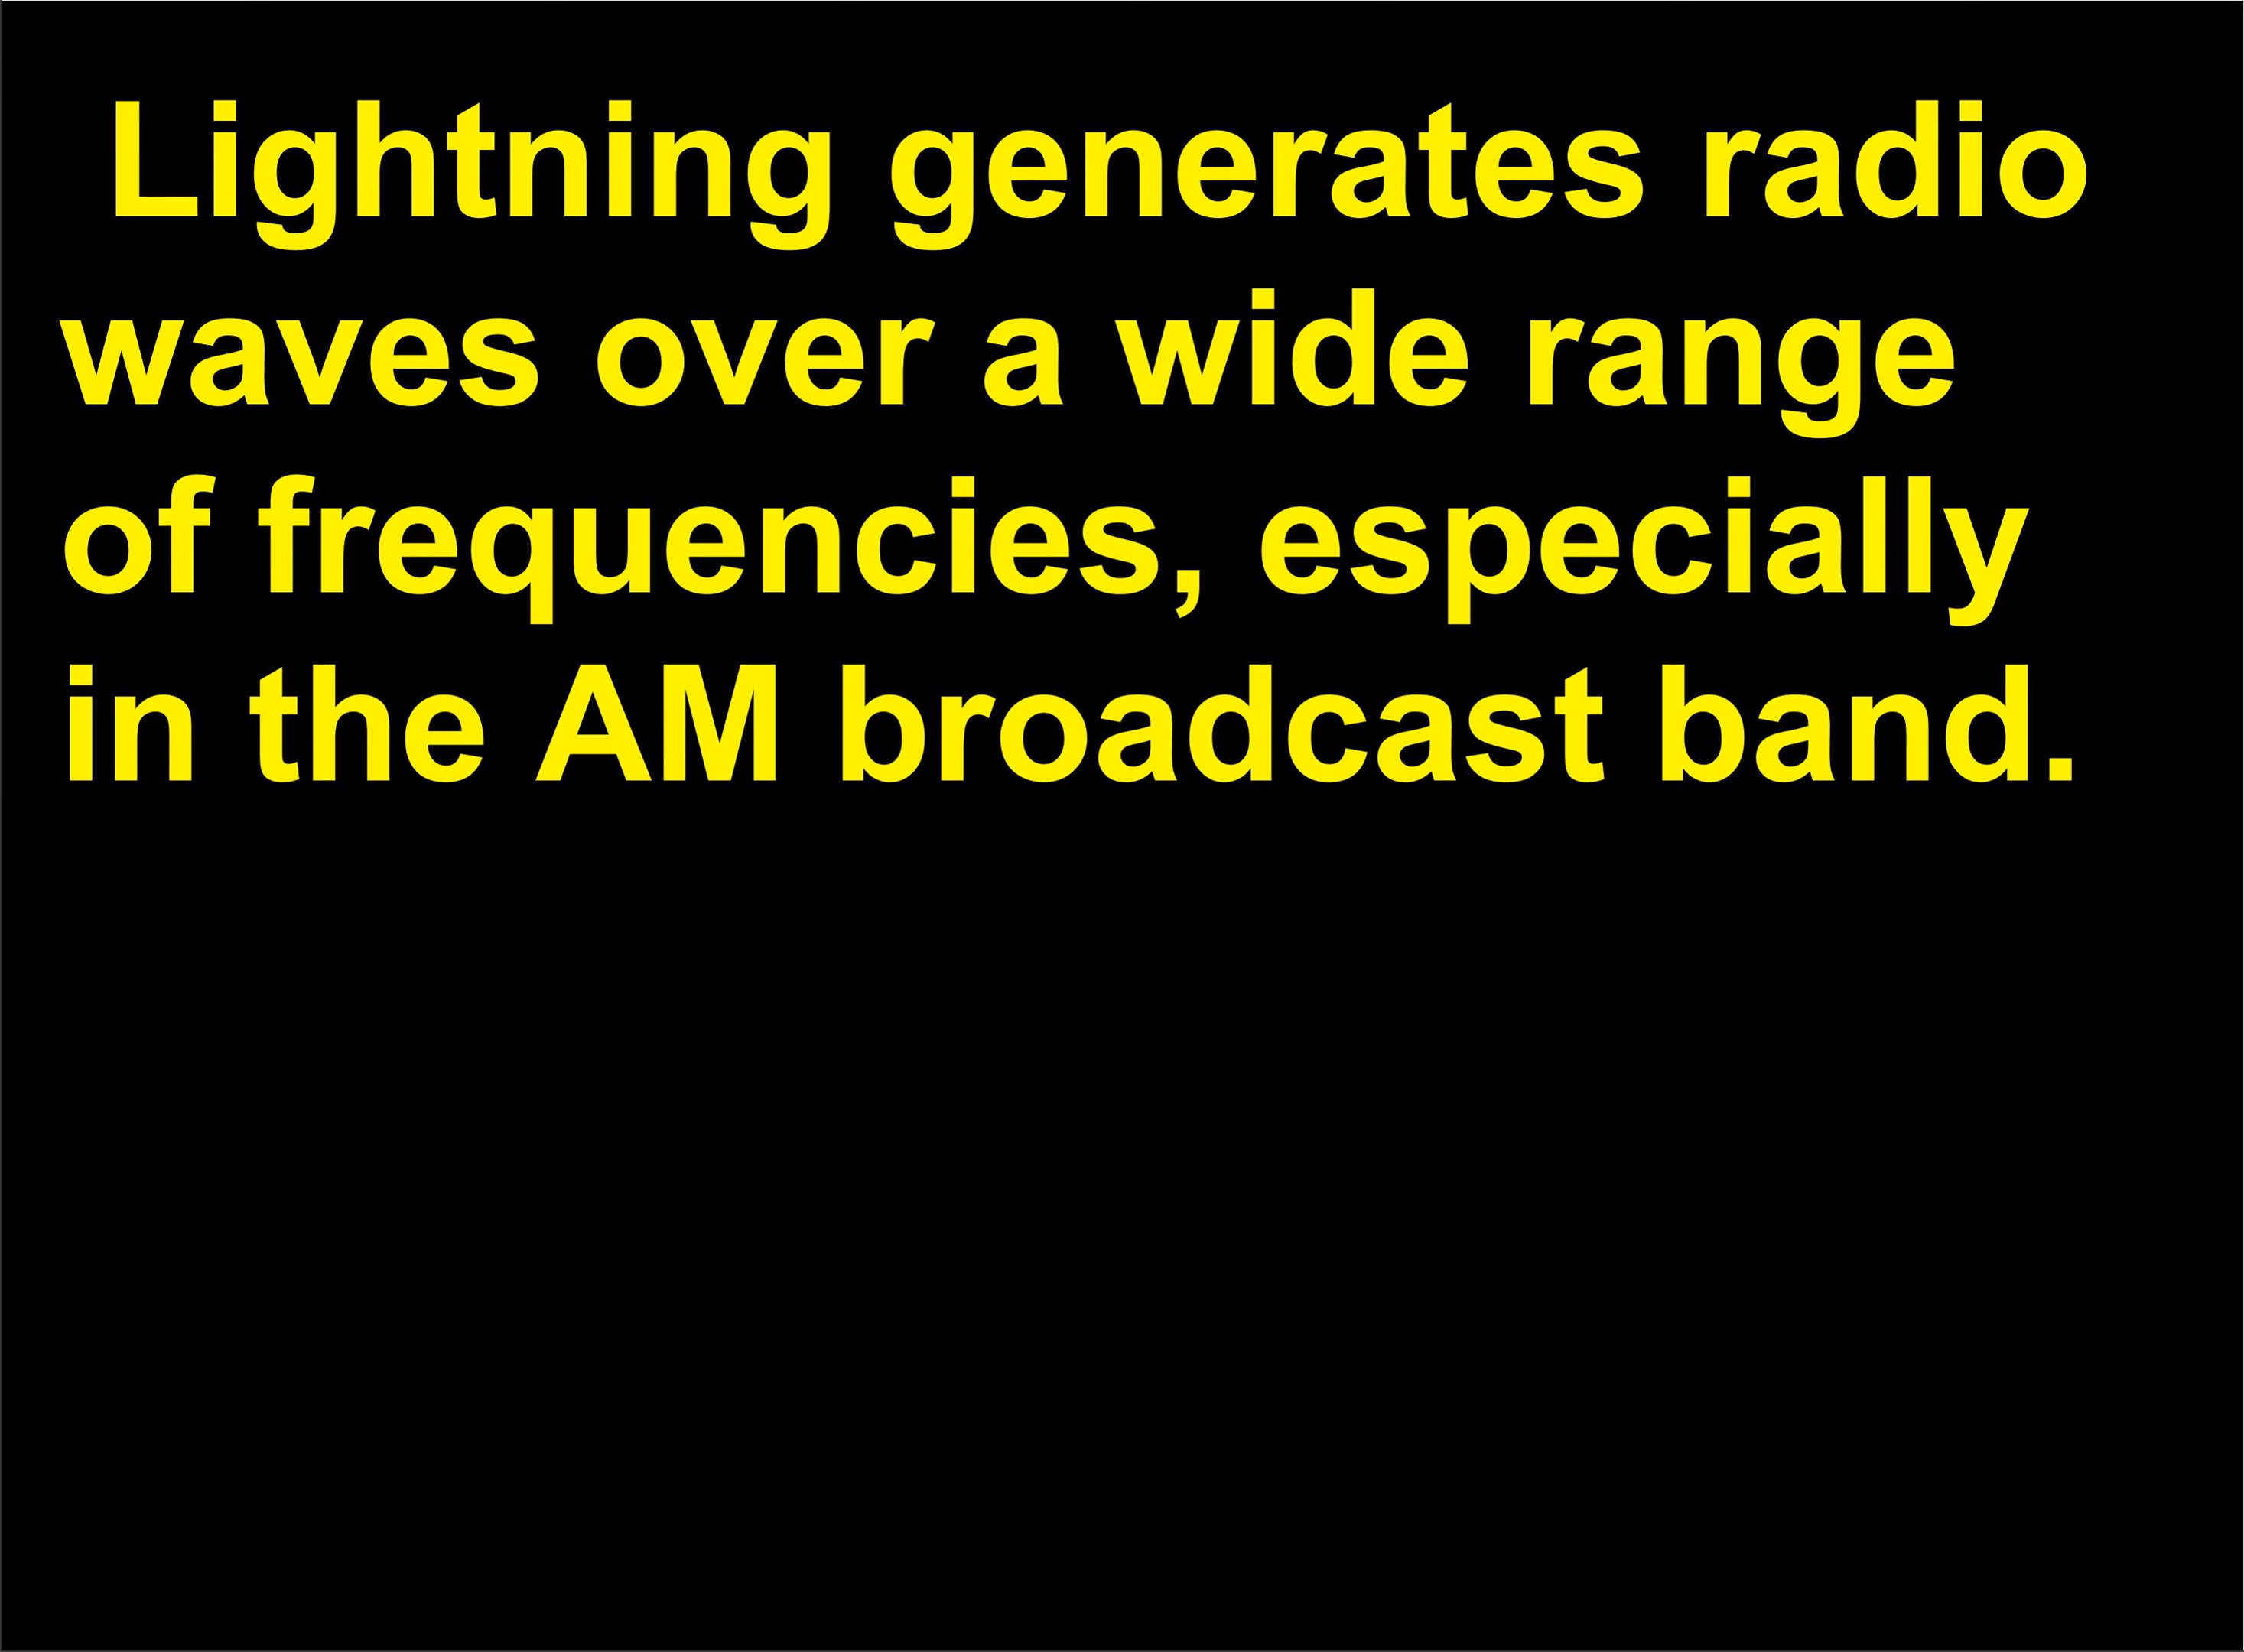 Lightning generates radio
waves over a wide range
of frequencies, especially
in the AM broadcast band.